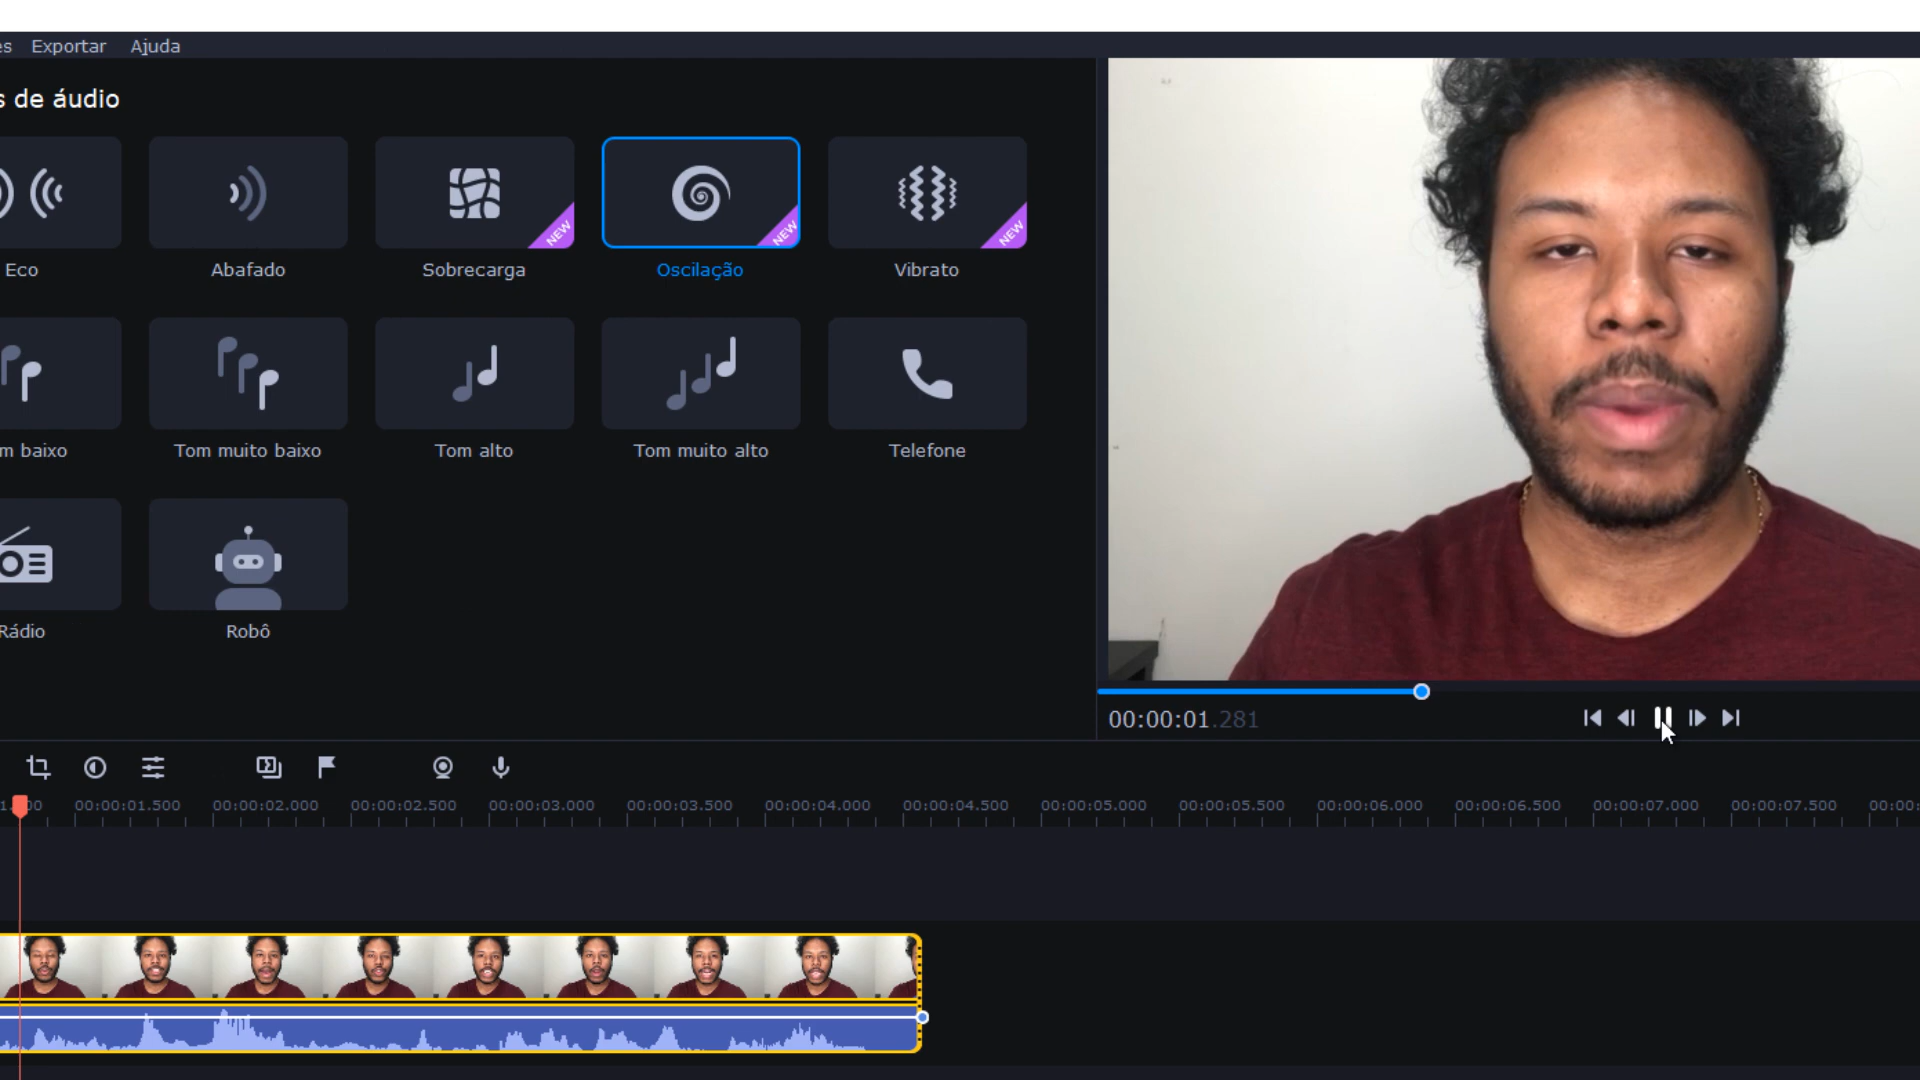 es Exportar Ajuda
s de áudio
NEW NEW NEW
Eco Abafado Sobrecarga Oscilação Vibrato
m baixo Tom muito baixo Tom alto Tom muito alto Telefone
Rádio Robô
00:00:01.281
00:00:01.500 00:00:02.000 00:00:02.500 00:00:03.000 00:00:03.500 00:00:04.000 00:00:04.500 00:00:05.000 00:00:05.500 00:00:06.000 00:00:06.500 00:00:07.000 00:00:07.500 00:00: